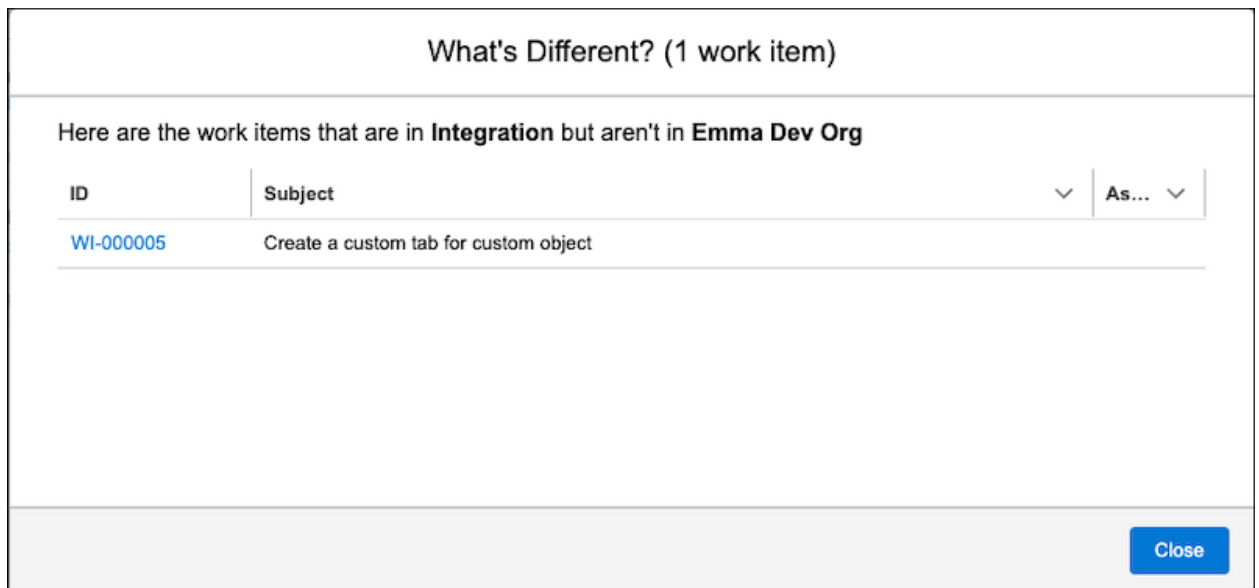 What's Different? (1 work item)
Here are the work items that are in Integration but aren't in Emma Dev Org
ID Subject As...
WI-000005 Create a custom tab for custom object
Close